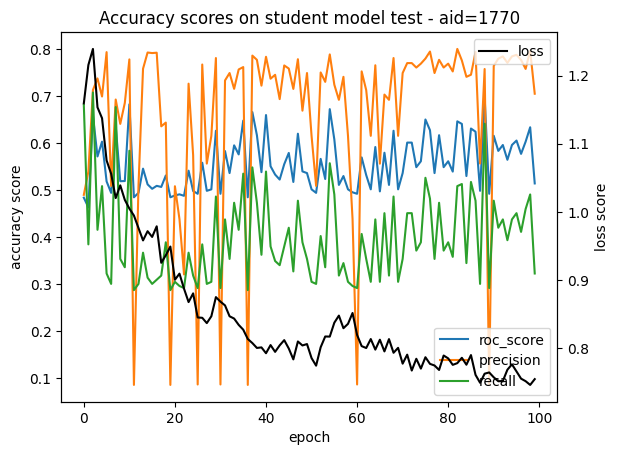 Accuracy scores on student model test - aid=1770
accuracy score
0.8
0.7
0.6
0.5
0.4
0.3
0.2
0.1
loss
1.2
1.1
1.0
0.9
0.8
loss score
roc_score
precision
recall
0
20
40
60
80
100
epoch